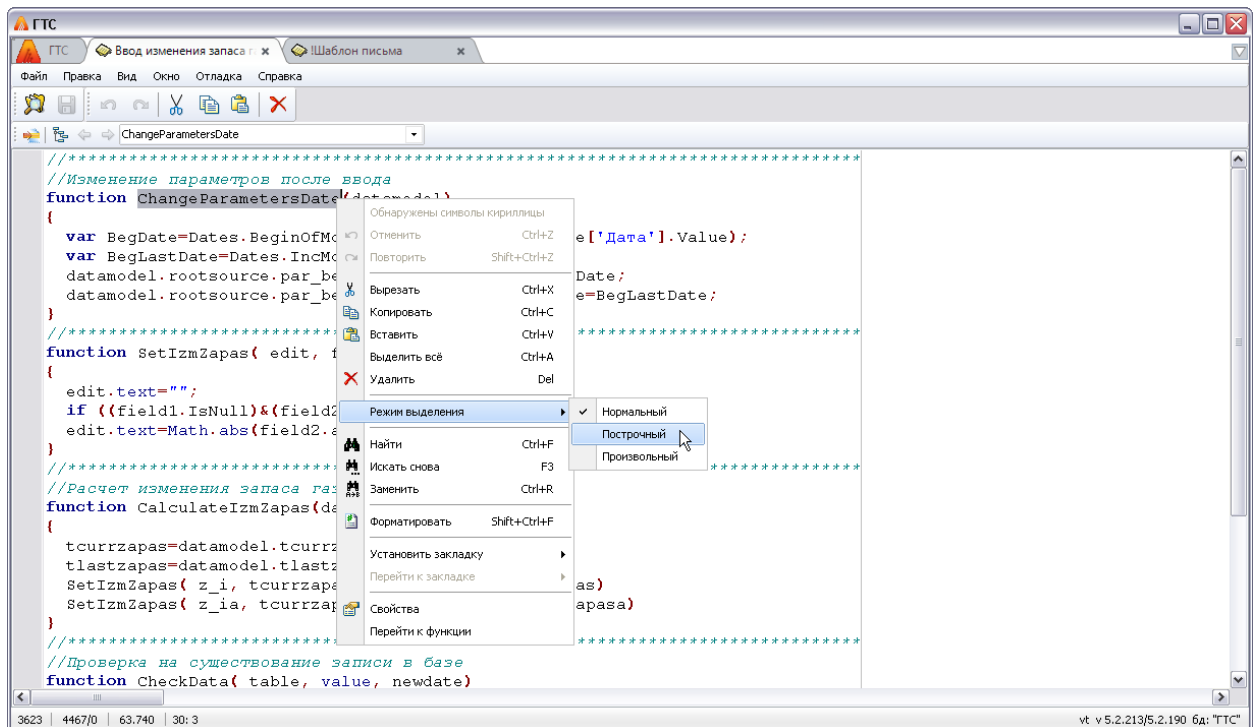 ГТС
ГТС Ввод изменения запаса г !Шаблон письма
Файл Правка Вид Окно Отладка Справка
ChangeParametersDate
//******************************************************************************
//Изменение параметров после ввода
function ChangeParametersDate(datamodel)
{
var BegDate=Dates.BeginOfMo e['Дата'].Value);
var BegLastDate=Dates.IncMo
datamodel.rootsource.par_be Date;
datamodel.rootsource.par_be e=BegLastDate;
}
//****************************
function SetIzmZapas( edit, f
{
edit.text="";
if ((field1.IsNull)&(field2
edit.text=Math.abs(field2.a
}
//****************************
//Расчет изменения запаса газ
function CalculateIzmZapas(da
{
tcurrzapas=datamodel.tcurrz
tlastzapas=datamodel.tlastz
SetIzmZapas( z_i, tcurrzapa as)
SetIzmZapas( z_ia, tcurrzap apasa)
}
//****************************
//Проверка на существование записи в базе
function CheckData( table, value, newdate)
Обнаружены символы кириллицы
Отменить Ctrl+Z
Повторить Shift+Ctrl+Z
Вырезать Ctrl+X
Копировать Ctrl+C
Вставить Ctrl+V
Выделить всё Ctrl+A
Удалить Del
Режим выделения
Найти Ctrl+F
Искать снова F3
Заменить Ctrl+R
Форматировать Shift+Ctrl+F
Установить закладку
Перейти к закладке
Свойства
Перейти к функции
Нормальный
Построчный
Произвольный
3623 4467/0 63.740 30: 3 vt v 5.2.213/5.2.190 бд: "ГТС"